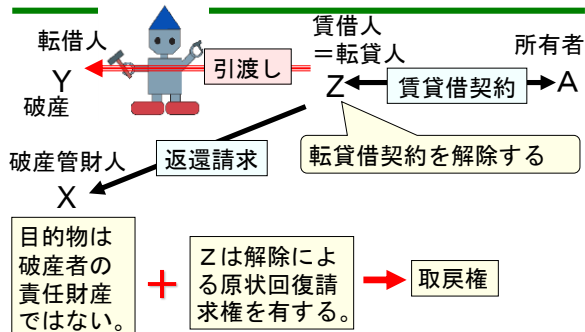 転借人
Y
破産
引渡し
賃借人
＝転貸人
Z
賃貸借契約
所有者
A
転貸借契約を解除する
返還請求
破産管財人
X
目的物は
破産者の
責任財産
ではない。
＋
Ｚは解除によ
る原状回復請
求権を有する。
取戻権